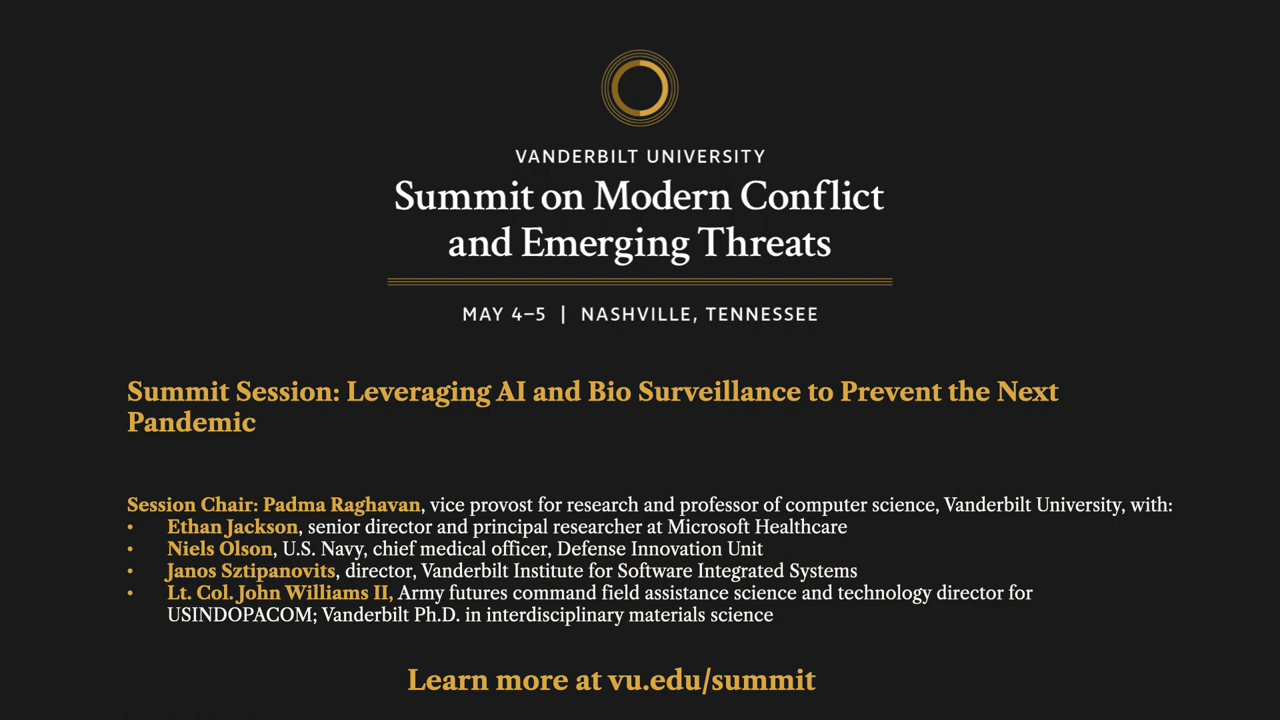 VANDERBILT UNIVERSITY
Summit on Modern Conflict
and Emerging Threats
MAY 4–5 | NASHVILLE, TENNESSEE
Summit Session: Leveraging AI and Bio Surveillance to Prevent the Next
Pandemic
Session Chair: Padma Raghavan, vice provost for research and professor of computer science, Vanderbilt University, with:
• Ethan Jackson, senior director and principal researcher at Microsoft Healthcare
• Niels Olson, U.S. Navy, chief medical officer, Defense Innovation Unit
• Janos Sztipanovits, director, Vanderbilt Institute for Software Integrated Systems
• Lt. Col. John Williams II, Army futures command field assistance science and technology director for
USINDOPACOM; Vanderbilt Ph.D. in interdisciplinary materials science
Learn more at vu.edu/summit